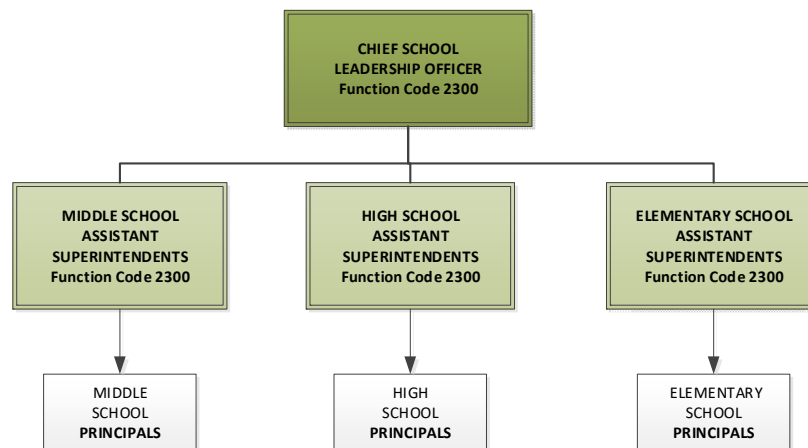 CHIEF SCHOOL
LEADERSHIP OFFICER
Function Code 2300
MIDDLE SCHOOL
ASSISTANT
SUPERINTENDENTS
Function Code 2300
HIGH SCHOOL
ASSISTANT
SUPERINTENDENTS
Function Code 2300
ELEMENTARY SCHOOL
ASSISTANT
SUPERINTENDENTS
Function Code 2300
MIDDLE
SCHOOL
PRINCIPALS
HIGH
SCHOOL
PRINCIPALS
ELEMENTARY
SCHOOL
PRINCIPALS